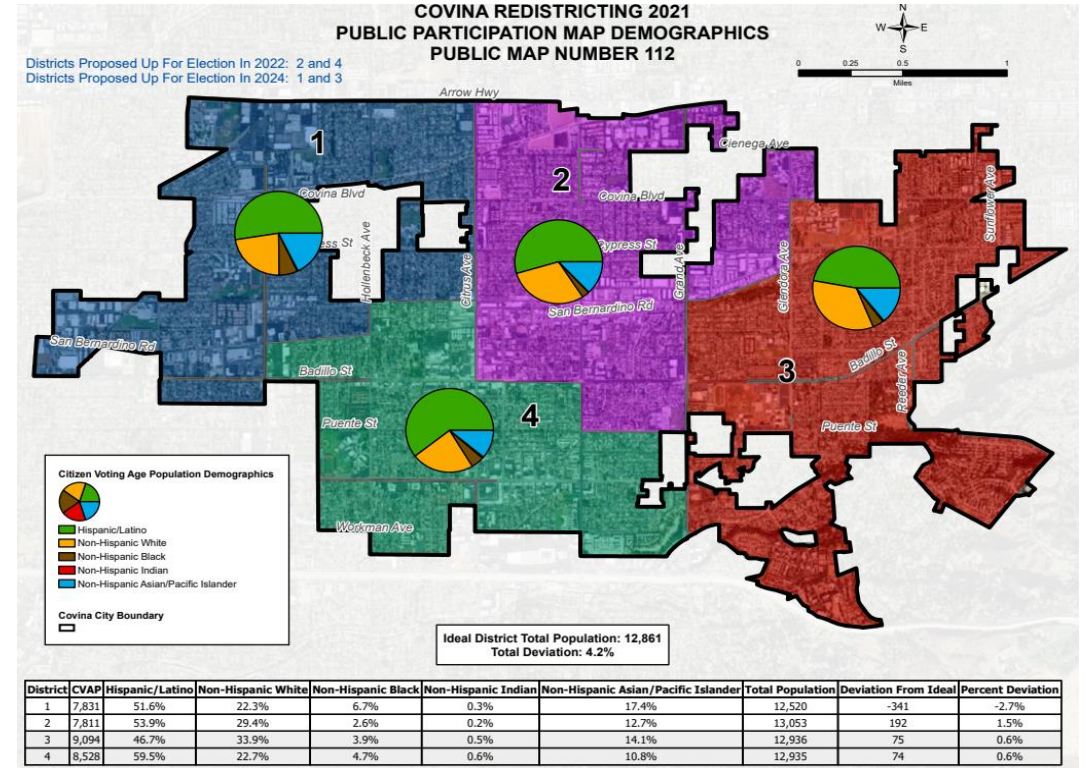 COVINA REDISTRICTING 2021
PUBLIC PARTICIPATION MAP DEMOGRAPHICS
PUBLIC MAP NUMBER 112
Districts Proposed Up For Election In 2022: 2 and 4
Districts Proposed Up For Election In 2024: 1 and 3
N
W E
S
0 0.25 0.5 1
Miles
Arrow Hwy
1
Cienega Ave
2
Covina Blvd
Covina Blvd
Sunflower Ave
ess St
Cypress St
Hollenbeck Ave
Citrus Ave
Grand Ave
Glendora Ave
San Bernardino Rd
San Bernardino Rd
Badillo St
Badillo St
3
Reeder Ave
4
Puente St
Puente St
Workman Ave
Citizen Voting Age Population Demographics
Hispanic/Latino
Non-Hispanic White
Non-Hispanic Black
Non-Hispanic Indian
Non-Hispanic Asian/Pacific Islander
Covina City Boundary
Ideal District Total Population: 12,861
Total Deviation: 4.2%
District CVAP Hispanic/Latino Non-Hispanic White Non-Hispanic Black Non-Hispanic Indian Non-Hispanic Asian/Pacific Islander Total Population Deviation From Ideal Percent Deviation
1 7,831 51.6% 22.3% 6.7% 0.3% 17.4% 12,520 -341 -2.7%
2 7,811 53.9% 29.4% 2.6% 0.2% 12.7% 13,053 192 1.5%
3 9,094 46.7% 33.9% 3.9% 0.5% 14.1% 12,936 75 0.6%
4 8,528 59.5% 22.7% 4.7% 0.6% 10.8% 12,935 74 0.6%